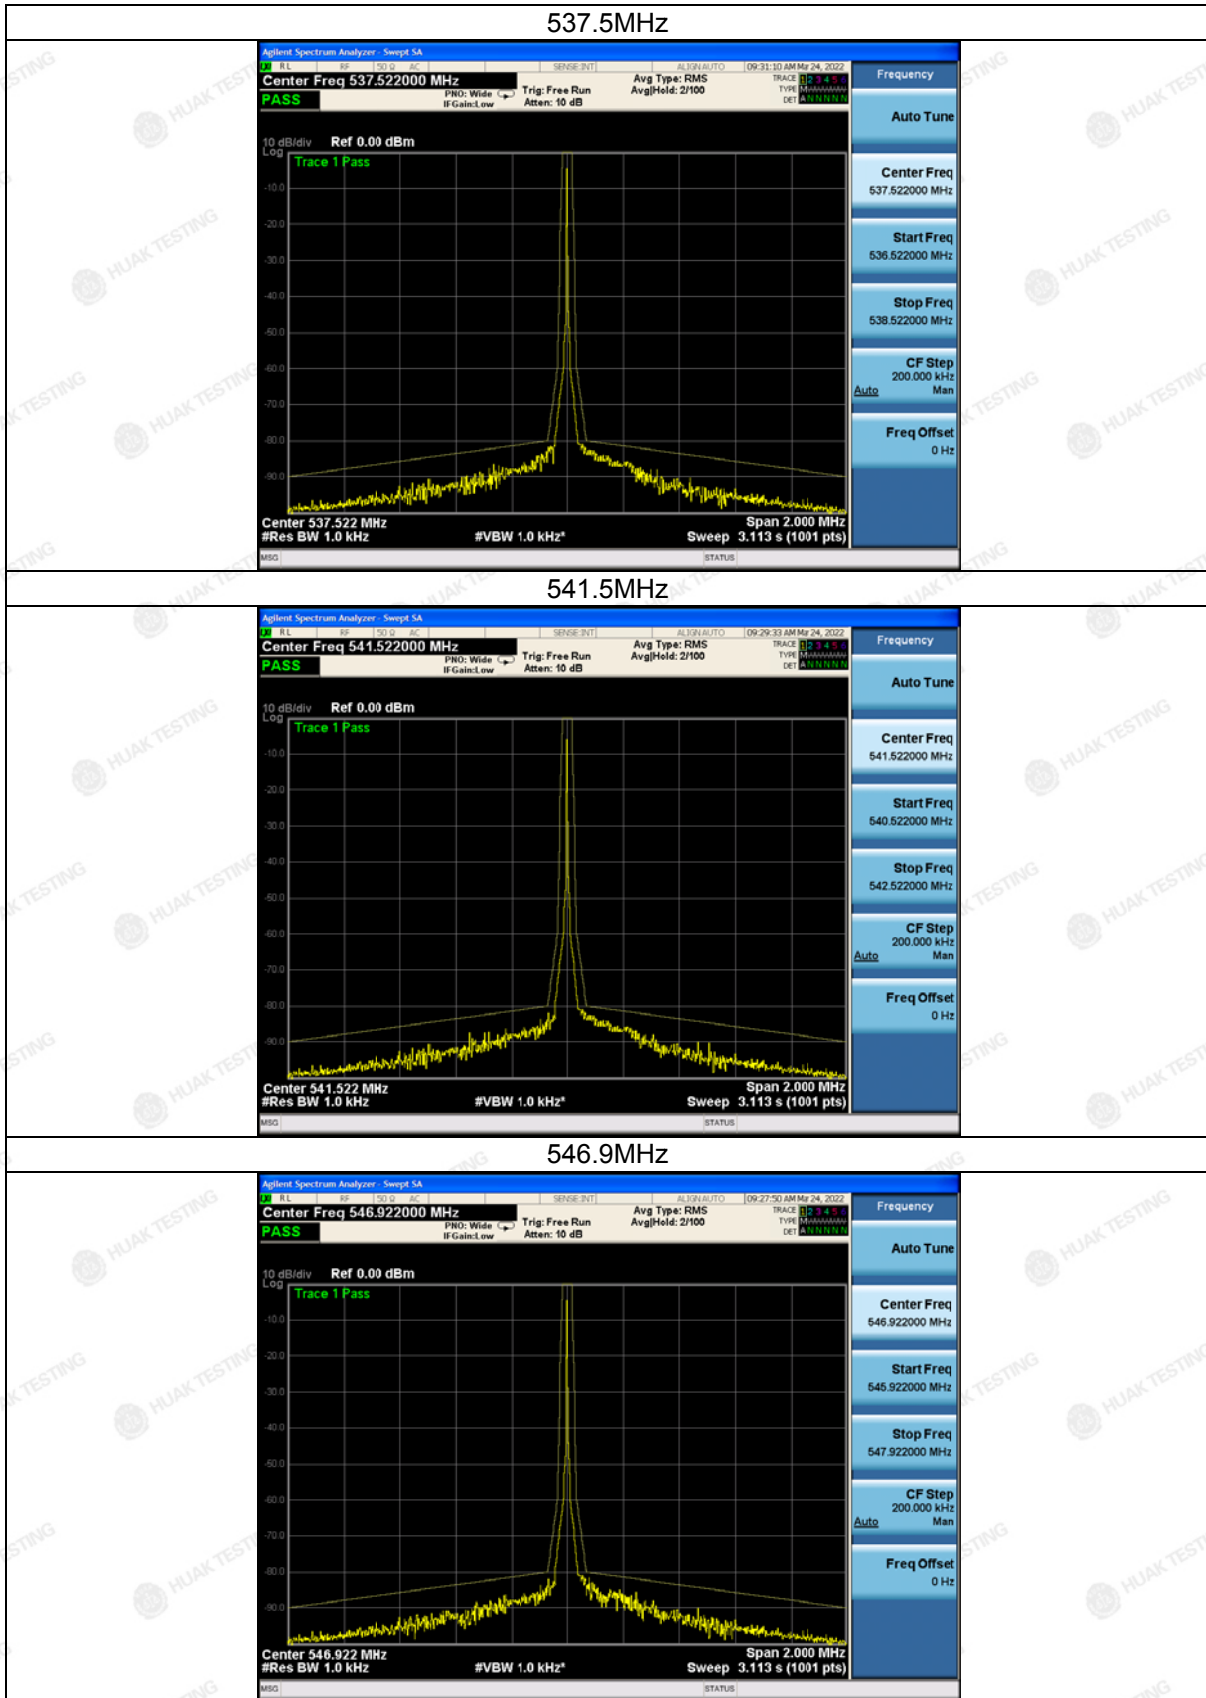 537.5MHz
Agilent Spectrum Analyzer - Swept SA
RL RF 50 Ω AC SENSE:INT ALIGN AUTO 09:31:10 AM Mar 24, 2022
Center Freq 537.522000 MHz
PASS
PNO: Wide
IFGain:Low
Trig: Free Run
Atten: 10 dB
Avg Type: RMS
Avg|Hold: 2/100
TRACE 1 2 3 4 5 6
TYPE
DET A N N N N N
10 dB/div Ref 0.00 dBm
Log
Trace 1 Pass
-10.0
-20.0
-30.0
-40.0
-50.0
-60.0
-70.0
-80.0
-90.0
Center 537.522 MHz
Span 2.000 MHz
#Res BW 1.0 kHz #VBW 1.0 kHz* Sweep 3.113 s (1001 pts)
MSG STATUS
Frequency
Auto Tune
Center Freq
537.522000 MHz
Start Freq
536.522000 MHz
Stop Freq
538.522000 MHz
CF Step
200.000 kHz
Auto Man
Freq Offset
0 Hz
541.5MHz
Agilent Spectrum Analyzer - Swept SA
RL RF 50 Ω AC SENSE:INT ALIGN AUTO 09:29:33 AM Mar 24, 2022
Center Freq 541.522000 MHz
PASS
PNO: Wide
IFGain:Low
Trig: Free Run
Atten: 10 dB
Avg Type: RMS
Avg|Hold: 2/100
TRACE 1 2 3 4 5 6
TYPE
DET A N N N N N
10 dB/div Ref 0.00 dBm
Log
Trace 1 Pass
-10.0
-20.0
-30.0
-40.0
-50.0
-60.0
-70.0
-80.0
-90.0
Center 541.522 MHz
Span 2.000 MHz
#Res BW 1.0 kHz #VBW 1.0 kHz* Sweep 3.113 s (1001 pts)
MSG STATUS
Frequency
Auto Tune
Center Freq
541.522000 MHz
Start Freq
540.522000 MHz
Stop Freq
542.522000 MHz
CF Step
200.000 kHz
Auto Man
Freq Offset
0 Hz
546.9MHz
Agilent Spectrum Analyzer - Swept SA
RL RF 50 Ω AC SENSE:INT ALIGN AUTO 09:27:50 AM Mar 24, 2022
Center Freq 546.922000 MHz
PASS
PNO: Wide
IFGain:Low
Trig: Free Run
Atten: 10 dB
Avg Type: RMS
Avg|Hold: 2/100
TRACE 1 2 3 4 5 6
TYPE
DET A N N N N N
10 dB/div Ref 0.00 dBm
Log
Trace 1 Pass
-10.0
-20.0
-30.0
-40.0
-50.0
-60.0
-70.0
-80.0
-90.0
Center 546.922 MHz
Span 2.000 MHz
#Res BW 1.0 kHz #VBW 1.0 kHz* Sweep 3.113 s (1001 pts)
MSG STATUS
Frequency
Auto Tune
Center Freq
546.922000 MHz
Start Freq
545.922000 MHz
Stop Freq
547.922000 MHz
CF Step
200.000 kHz
Auto Man
Freq Offset
0 Hz
HUAK TESTING